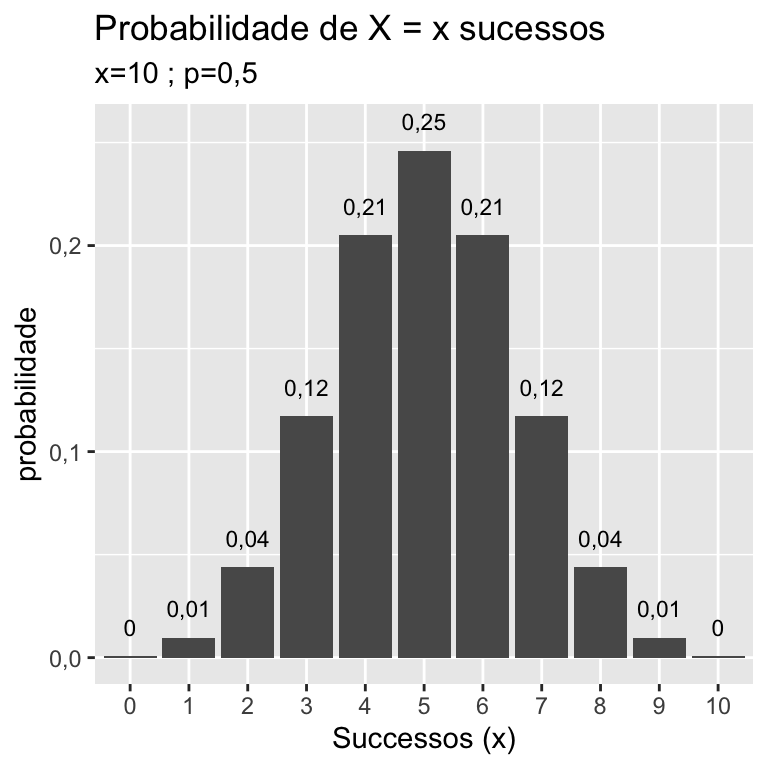 Probabilidade de X = x sucessos
x=10 ; p=0,5
0,25
0,21
0,21
0,12
0,12
0,04
0,04
0,01
0,01
0
0
probabilidade
0,2
0,1
0,0
0 1 2 3 4 5 6 7 8 9 10
Successos (x)